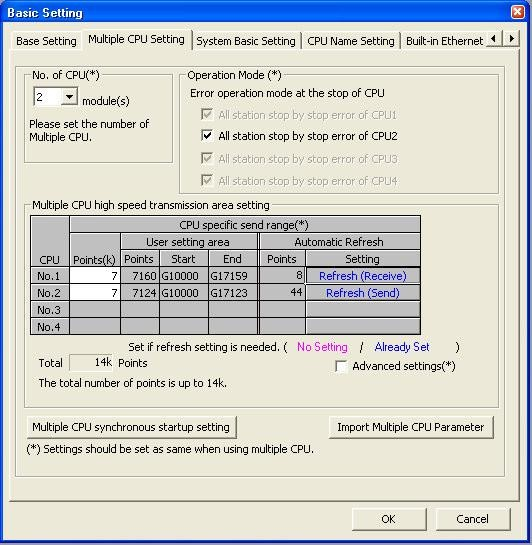 Basic Setting
Base Setting Multiple CPU Setting System Basic Setting CPU Name Setting Built-in Ethernet
No. of CPU(*)
2 module(s)
Please set the number of
Multiple CPU.
Operation Mode (*)
Error operation mode at the stop of CPU
All station stop by stop error of CPU1
All station stop by stop error of CPU2
All station stop by stop error of CPU3
All station stop by stop error of CPU4
Multiple CPU high speed transmission area setting
CPU specific send range(*)
User setting area Automatic Refresh
CPU Points(k) Points Start End Points Setting
No.1 7 7160 G10000 G17159 8 Refresh (Receive)
No.2 7 7124 G10000 G17123 44 Refresh (Send)
No.3
No.4
Set if refresh setting is needed. ( No Setting / Already Set )
Total 14k Points
Advanced settings(*)
The total number of points is up to 14k.
Multiple CPU synchronous startup setting
Import Multiple CPU Parameter
(*) Settings should be set as same when using multiple CPU.
OK Cancel